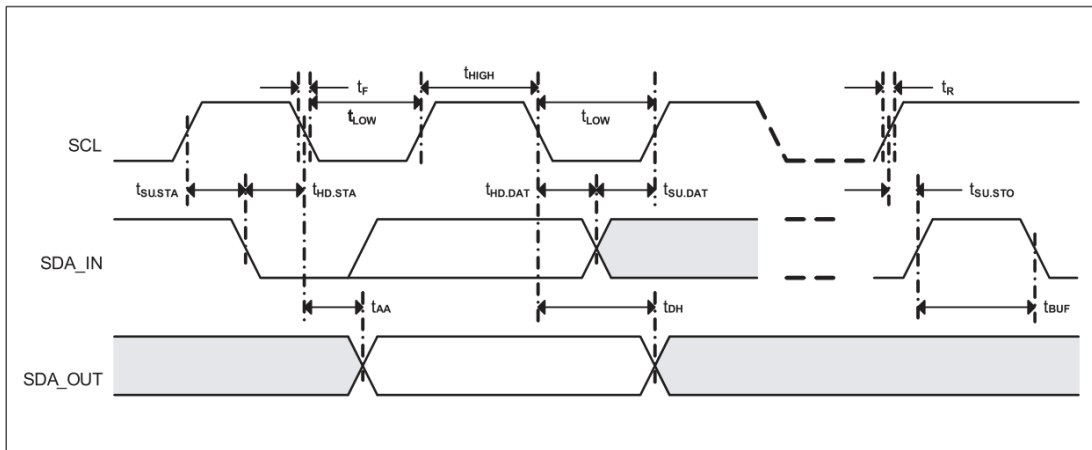 tF
tHIGH
tLOW
tLOW
tR
SCL
tSU.STA
tHD.STA
tHD.DAT
tSU.DAT
tSU.STO
SDA_IN
tAA
tDH
tBUF
SDA_OUT